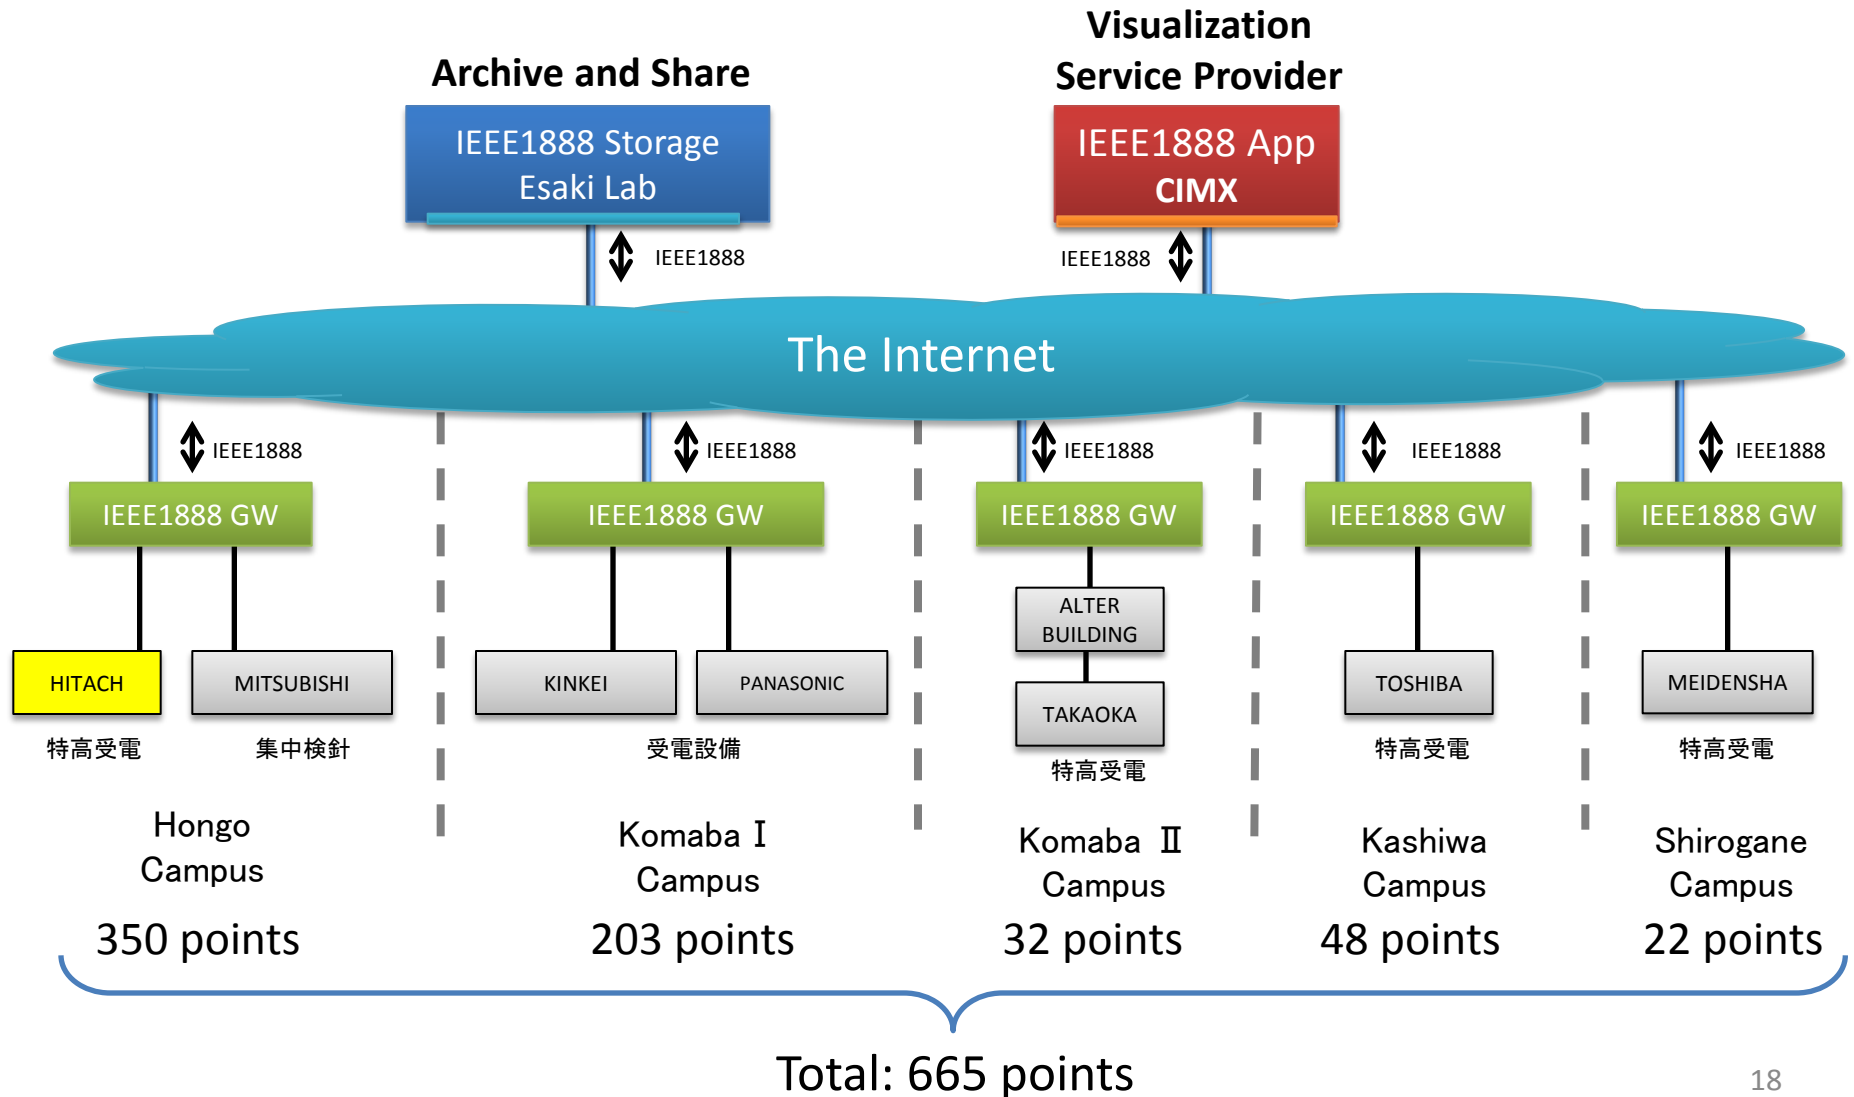 Archive and Share
Visualization
Service Provider
IEEE1888 Storage
Esaki Lab
IEEE1888 App
CIMX
IEEE1888
IEEE1888
The Internet
IEEE1888
IEEE1888
IEEE1888
IEEE1888
IEEE1888
IEEE1888 GW
IEEE1888 GW
IEEE1888 GW
IEEE1888 GW
IEEE1888 GW
ALTER
BUILDING
HITACH
MITSUBISHI
KINKEI
PANASONIC
TAKAOKA
TOSHIBA
MEIDENSHA
特高受電
集中検針
受電設備
特高受電
特高受電
特高受電
Hongo
Campus
Komaba Ⅰ
Campus
Komaba Ⅱ
Campus
Kashiwa
Campus
Shirogane
Campus
350 points
203 points
32 points
48 points
22 points
Total: 665 points
18